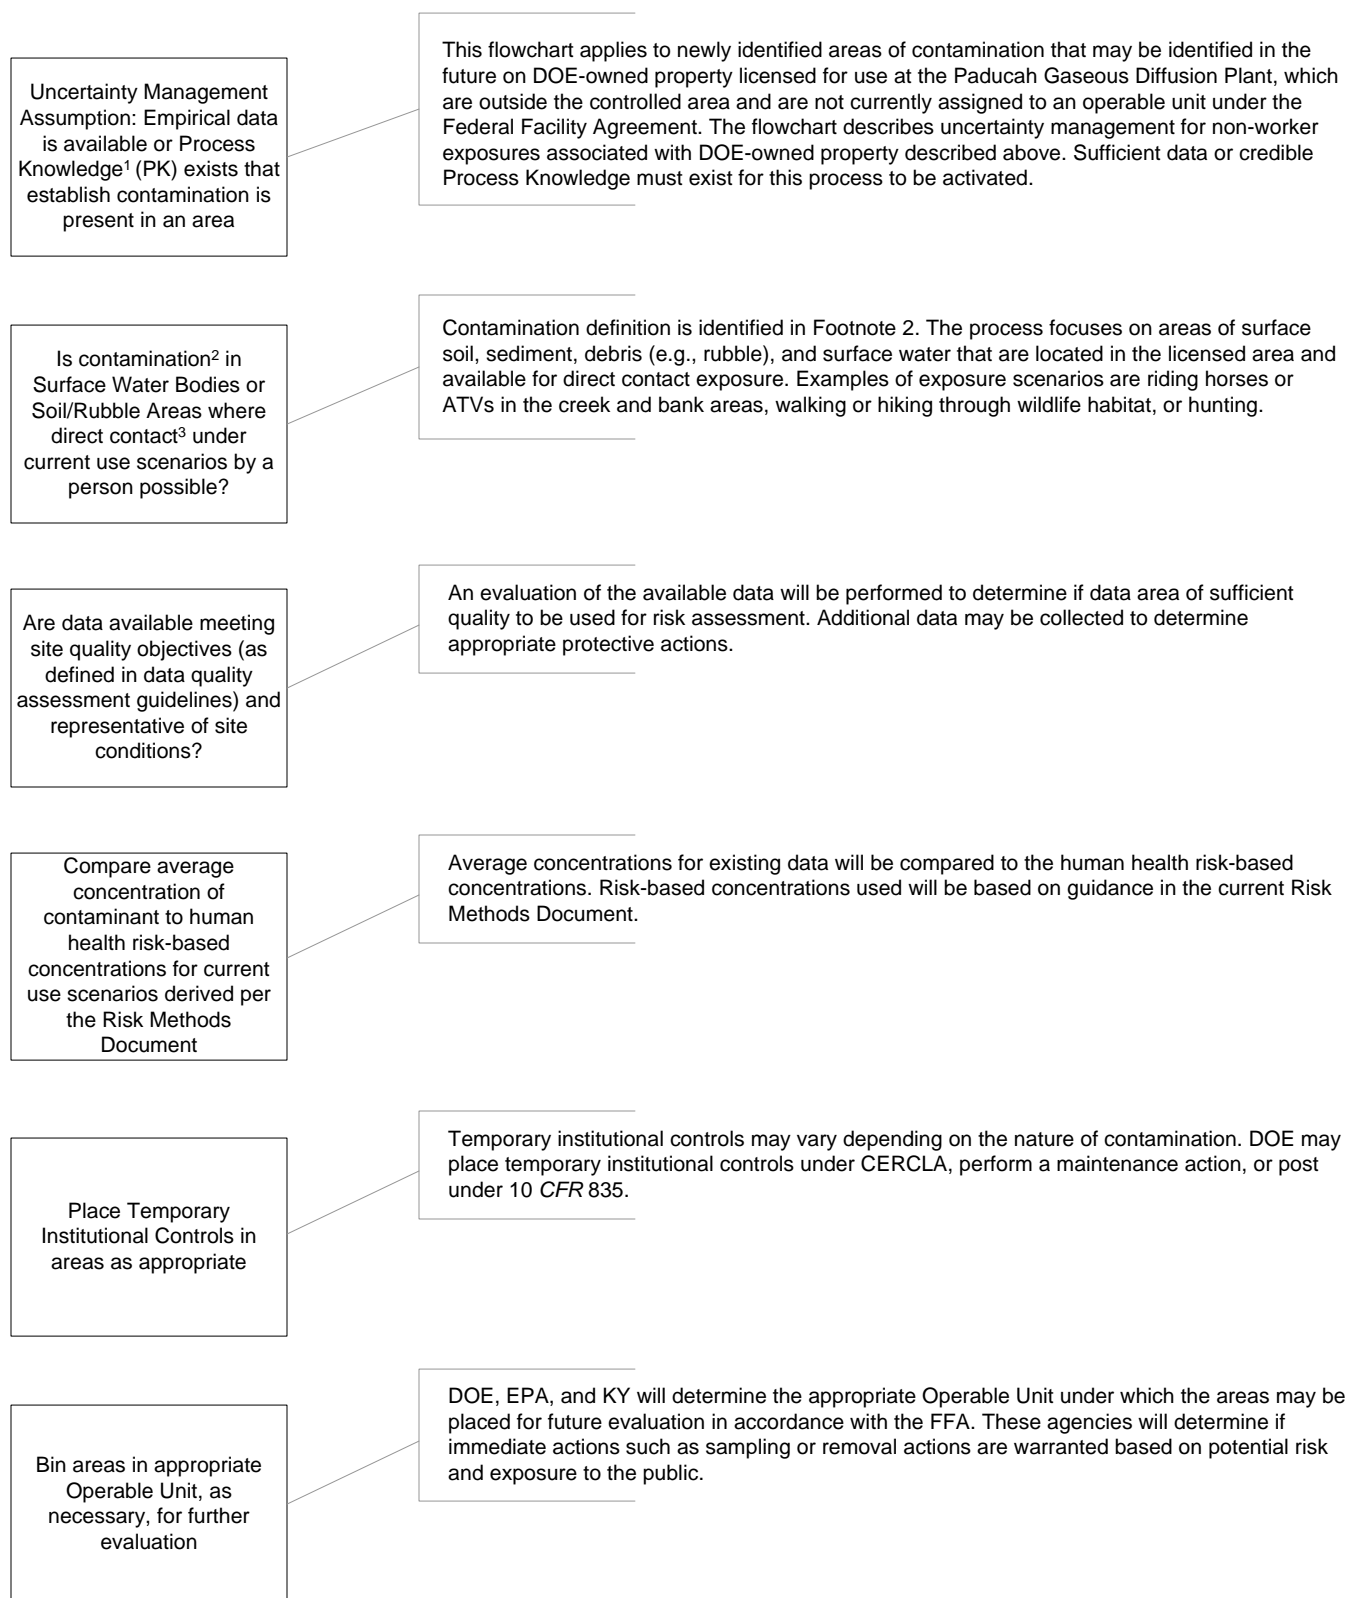 Uncertainty Management
Assumption: Empirical data
is available or Process
Knowledge¹ (PK) exists that
establish contamination is
present in an area
This flowchart applies to newly identified areas of contamination that may be identified in the
future on DOE-owned property licensed for use at the Paducah Gaseous Diffusion Plant, which
are outside the controlled area and are not currently assigned to an operable unit under the
Federal Facility Agreement. The flowchart describes uncertainty management for non-worker
exposures associated with DOE-owned property described above. Sufficient data or credible
Process Knowledge must exist for this process to be activated.
Is contamination² in
Surface Water Bodies or
Soil/Rubble Areas where
direct contact³ under
current use scenarios by a
person possible?
Contamination definition is identified in Footnote 2. The process focuses on areas of surface
soil, sediment, debris (e.g., rubble), and surface water that are located in the licensed area and
available for direct contact exposure. Examples of exposure scenarios are riding horses or
ATVs in the creek and bank areas, walking or hiking through wildlife habitat, or hunting.
Are data available meeting
site quality objectives (as
defined in data quality
assessment guidelines) and
representative of site
conditions?
An evaluation of the available data will be performed to determine if data area of sufficient
quality to be used for risk assessment. Additional data may be collected to determine
appropriate protective actions.
Compare average
concentration of
contaminant to human
health risk-based
concentrations for current
use scenarios derived per
the Risk Methods
Document
Average concentrations for existing data will be compared to the human health risk-based
concentrations. Risk-based concentrations used will be based on guidance in the current Risk
Methods Document.
Place Temporary
Institutional Controls in
areas as appropriate
Temporary institutional controls may vary depending on the nature of contamination. DOE may
place temporary institutional controls under CERCLA, perform a maintenance action, or post
under 10 CFR 835.
Bin areas in appropriate
Operable Unit, as
necessary, for further
evaluation
DOE, EPA, and KY will determine the appropriate Operable Unit under which the areas may be
placed for future evaluation in accordance with the FFA. These agencies will determine if
immediate actions such as sampling or removal actions are warranted based on potential risk
and exposure to the public.